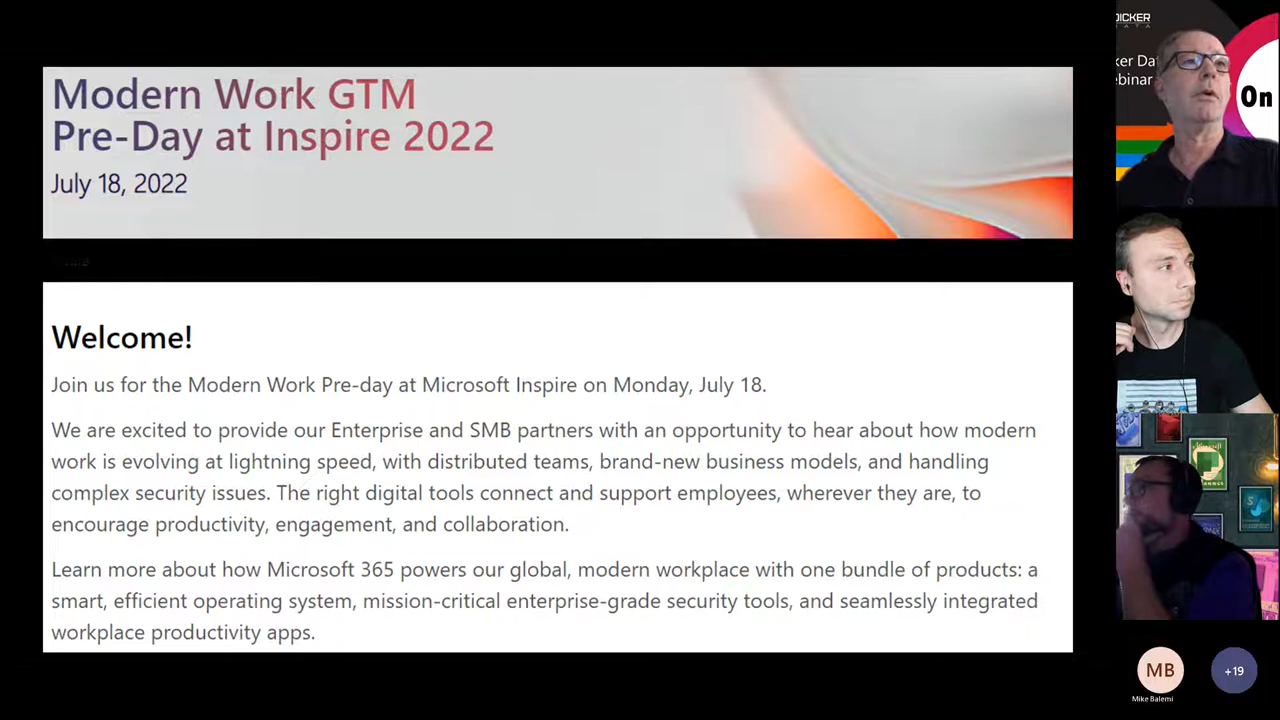 Modern Work GTM
Pre-Day at Inspire 2022
July 18, 2022
Welcome!
Join us for the Modern Work Pre-day at Microsoft Inspire on Monday, July 18.
We are excited to provide our Enterprise and SMB partners with an opportunity to hear about how modern
work is evolving at lightning speed, with distributed teams, brand-new business models, and handling
complex security issues. The right digital tools connect and support employees, wherever they are, to
encourage productivity, engagement, and collaboration.
Learn more about how Microsoft 365 powers our global, modern workplace with one bundle of products: a
smart, efficient operating system, mission-critical enterprise-grade security tools, and seamlessly integrated
workplace productivity apps.
DICKER
DATA
ker Da
ebinar
On
MB
+19
Mike Balemi